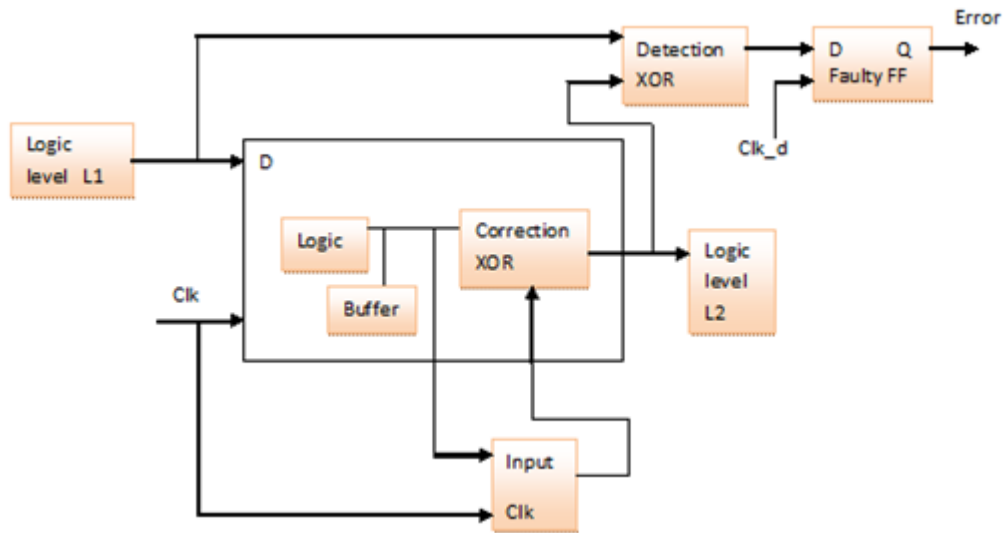 Error
Detection
XOR
D Q
Faulty FF
Clk_d
Logic
level L1
D
Logic
Correction
XOR
Buffer
Logic
level
L2
Clk
Input
Clk